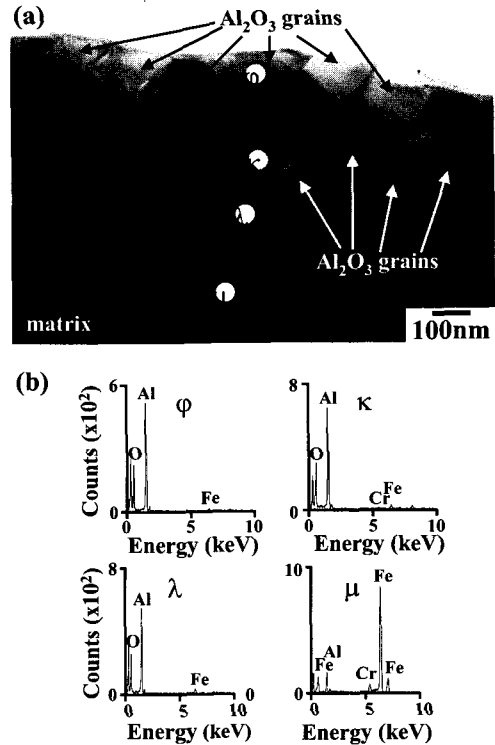 (a)
Al₂O₃ grains
φ
Al₂O₃ grains
matrix
100nm
(b)
6
Al
φ
Counts (x10²)
O
Fe
0
0 5 10
Energy (keV)
8
Al
κ
O
Cr
Fe
0
0 5 10
Energy (keV)
8
Al
λ
Counts (x10²)
O
Fe
0
0 5 10
0
Energy (keV)
10
Fe
μ
Fe
Al
Cr
Fe
0
0 5 10
Energy (keV)